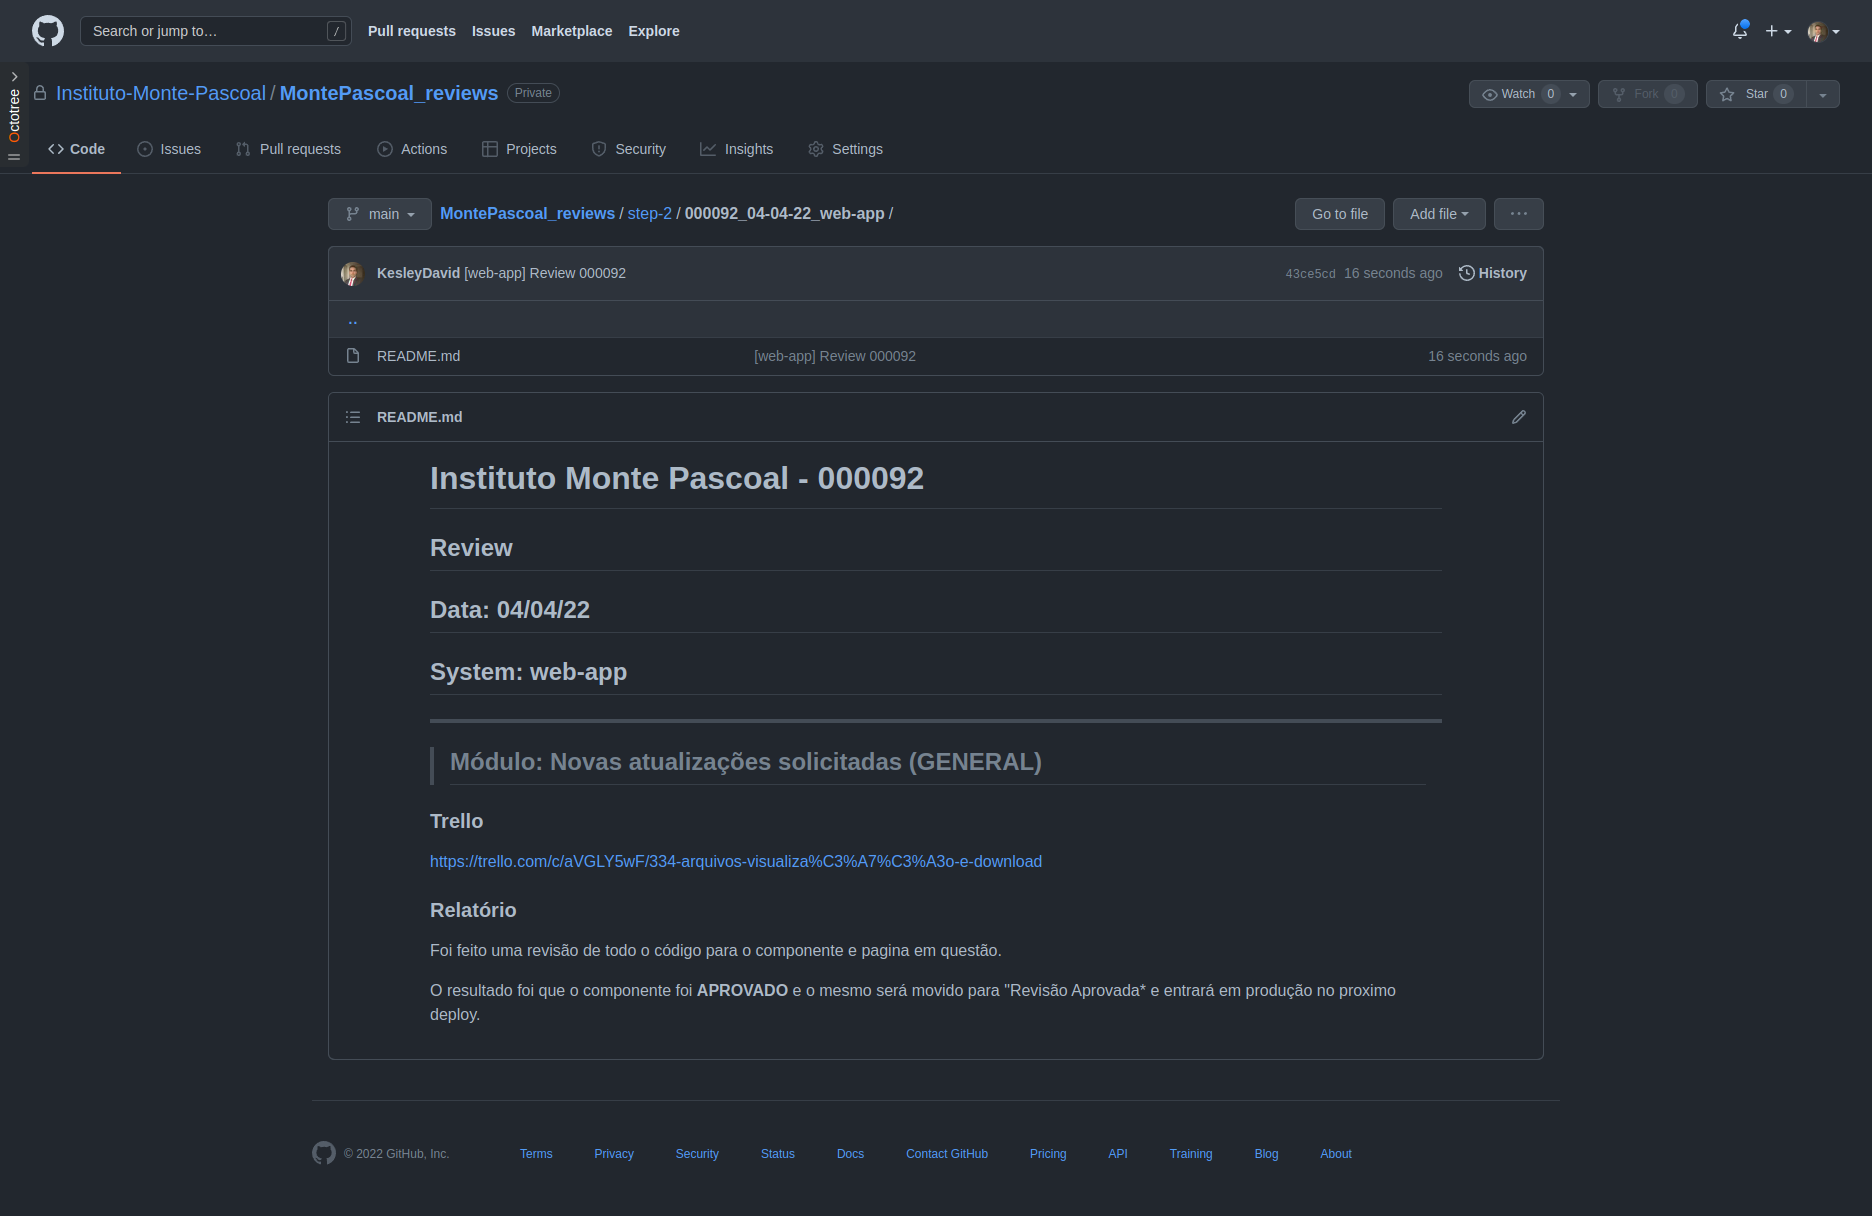 Search or jump to…
/
Pull requests Issues Marketplace Explore
Octotree
Instituto-Monte-Pascoal / MontePascoal_reviews Private
Watch 0 Fork 0 Star 0
Code Issues Pull requests Actions Projects Security Insights Settings
main MontePascoal_reviews / step-2 / 000092_04-04-22_web-app /
Go to file Add file
KesleyDavid [web-app] Review 000092 43ce5cd 16 seconds ago History
..
README.md [web-app] Review 000092 16 seconds ago
README.md
Instituto Monte Pascoal - 000092
Review
Data: 04/04/22
System: web-app
Módulo: Novas atualizações solicitadas (GENERAL)
Trello
https://trello.com/c/aVGLY5wF/334-arquivos-visualiza%C3%A7%C3%A3o-e-download
Relatório
Foi feito uma revisão de todo o código para o componente e pagina em questão.
O resultado foi que o componente foi APROVADO e o mesmo será movido para "Revisão Aprovada* e entrará em produção no proximo
deploy.
© 2022 GitHub, Inc. Terms Privacy Security Status Docs Contact GitHub Pricing API Training Blog About